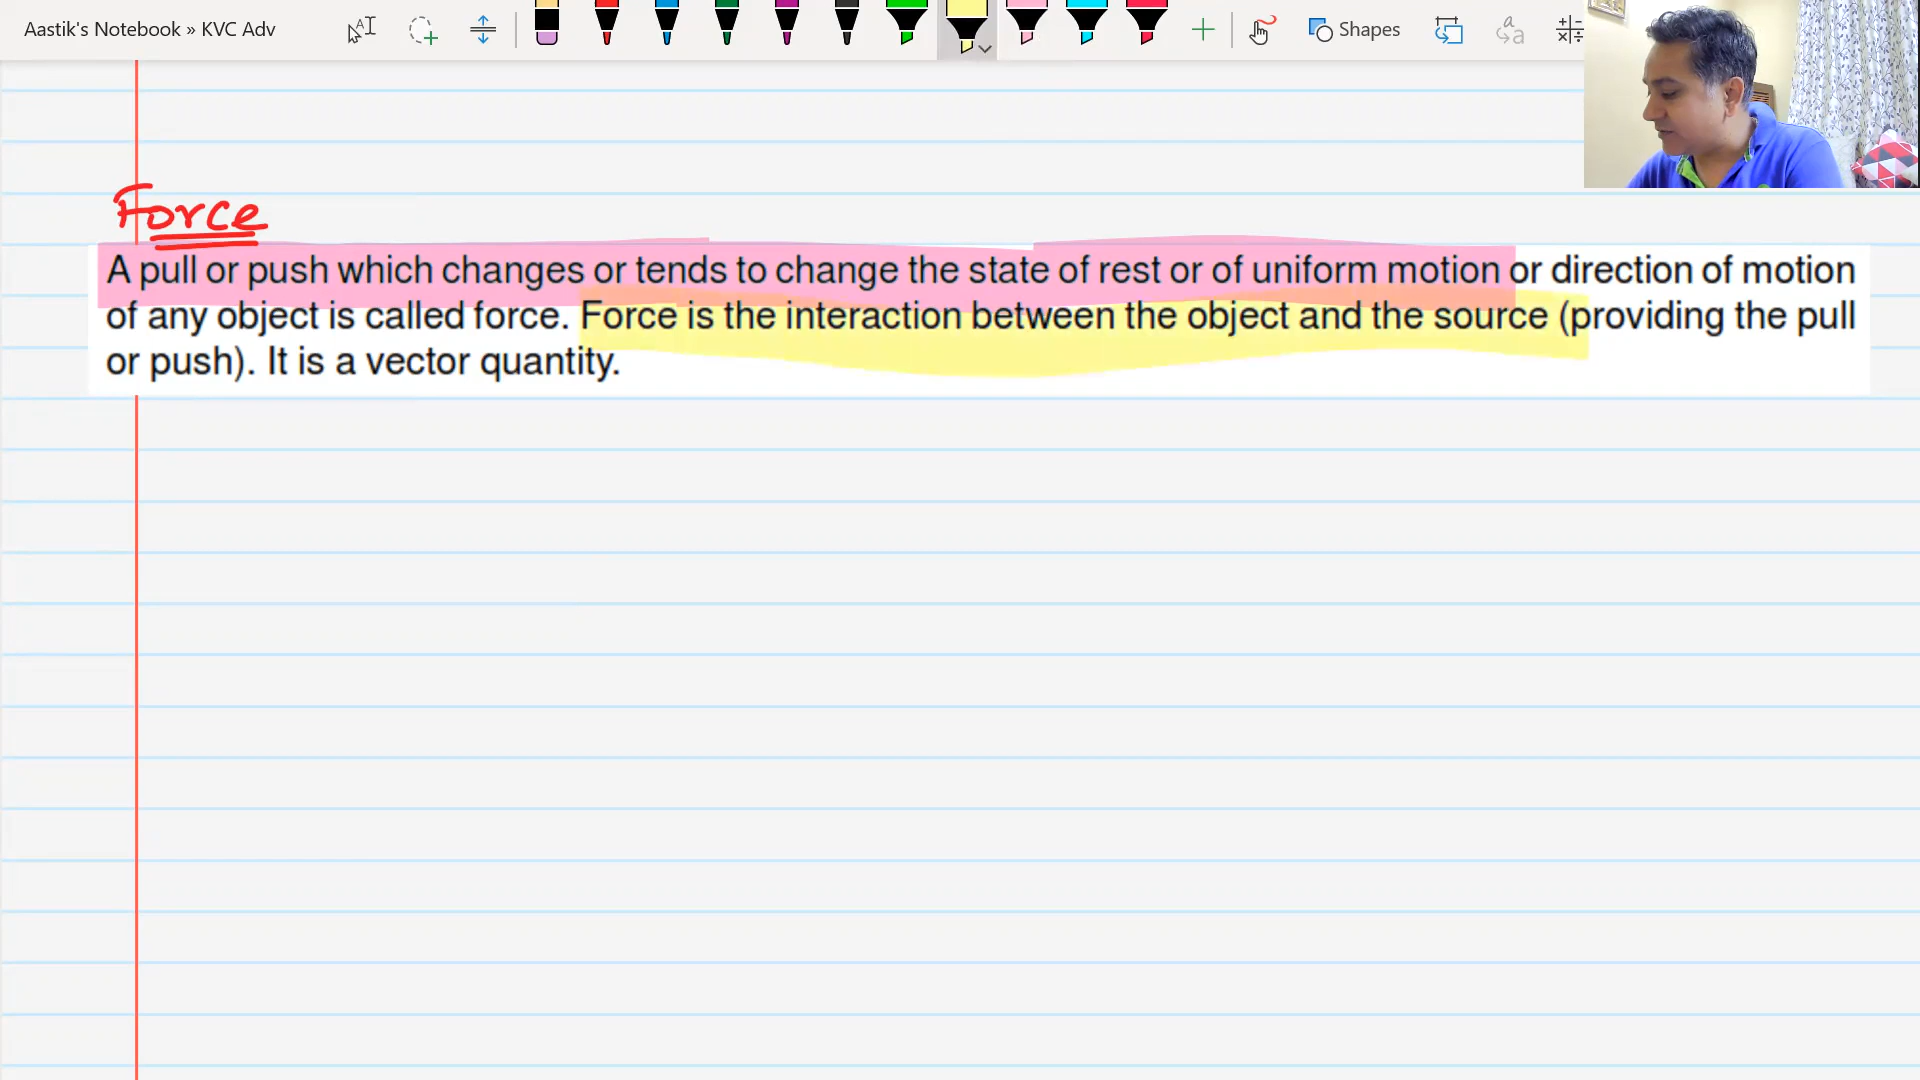 Aastik's Notebook » KVC Adv
Shapes
Force
A pull or push which changes or tends to change the state of rest or of uniform motion or direction of motion
of any object is called force. Force is the interaction between the object and the source (providing the pull
or push). It is a vector quantity.